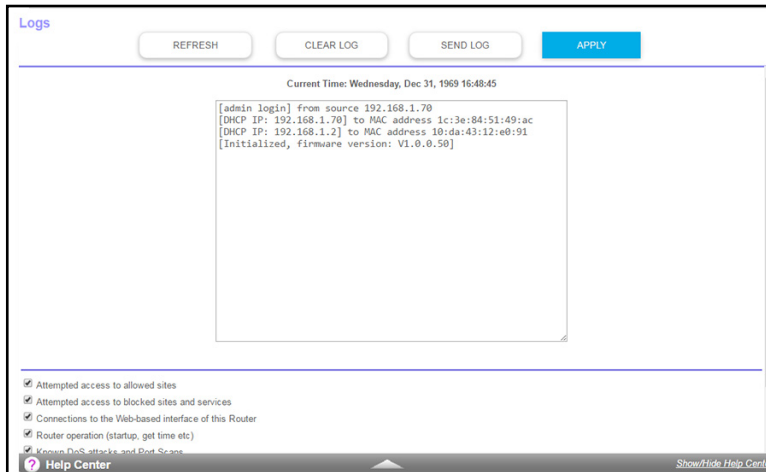 Logs
REFRESH CLEAR LOG SEND LOG APPLY
Current Time: Wednesday, Dec 31, 1969 16:48:45
[admin login] from source 192.168.1.70
[DHCP IP: 192.168.1.70] to MAC address 1c:3e:84:51:49:ac
[DHCP IP: 192.168.1.2] to MAC address 10:da:43:12:e0:91
[Initialized, firmware version: V1.0.0.50]
Attempted access to allowed sites
Attempted access to blocked sites and services
Connections to the Web-based interface of this Router
Router operation (startup, get time etc)
Known DoS attacks and Port Scans
? Help Center Show/Hide Help Cent